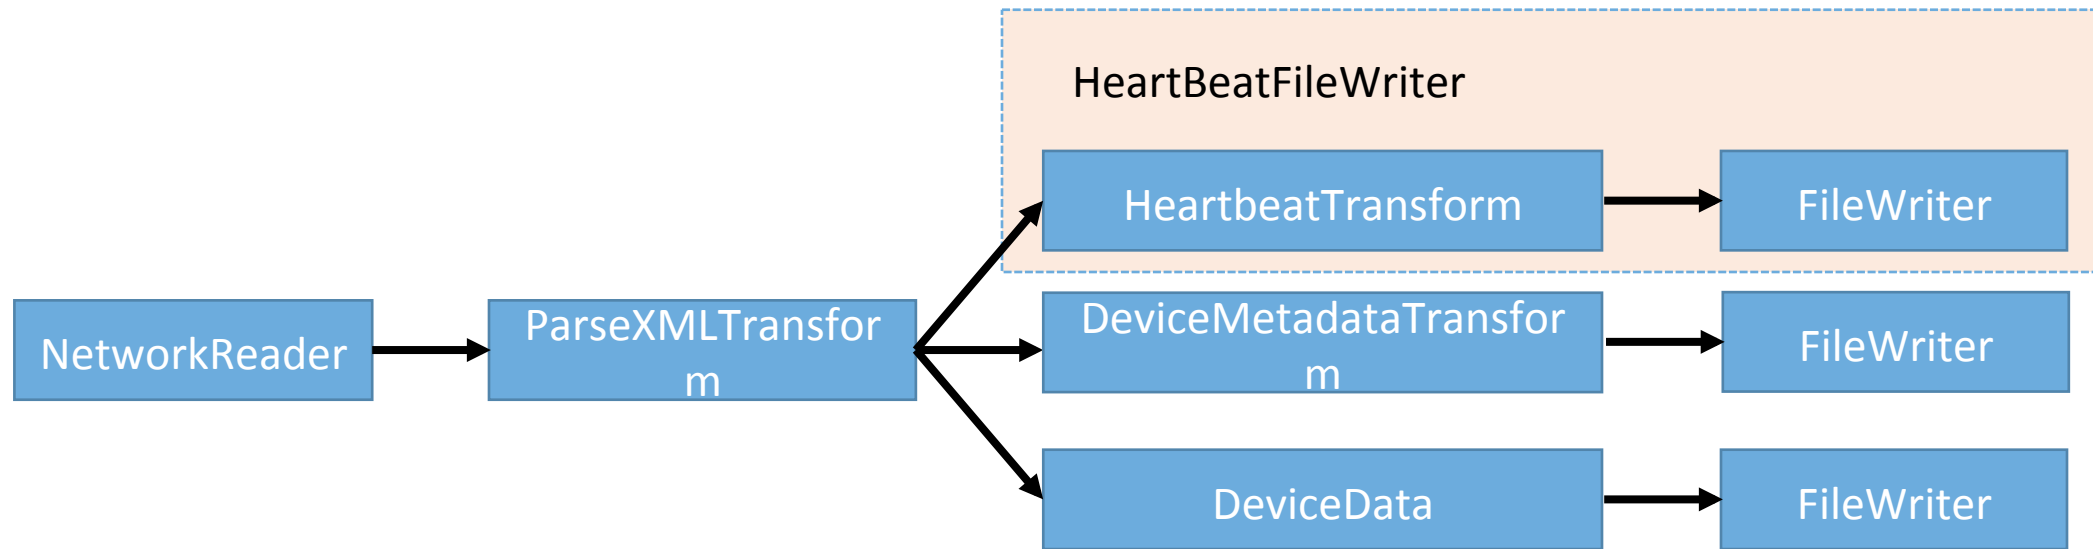 HeartBeatFileWriter
HeartbeatTransform
FileWriter
NetworkReader
ParseXMLTransfor
m
DeviceMetadataTransfor
m
FileWriter
DeviceData
FileWriter